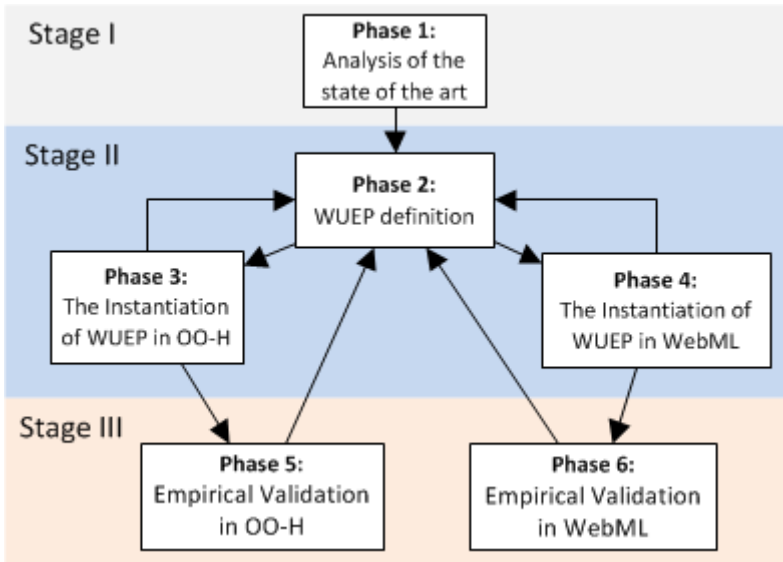 Stage I
Phase 1:
Analysis of the
state of the art
Stage II
Phase 2:
WUEP definition
Phase 3:
The Instantiation
of WUEP in OO-H
Phase 4:
The Instantiation of
WUEP in WebML
Stage III
Phase 5:
Empirical Validation
in OO-H
Phase 6:
Empirical Validation
in WebML